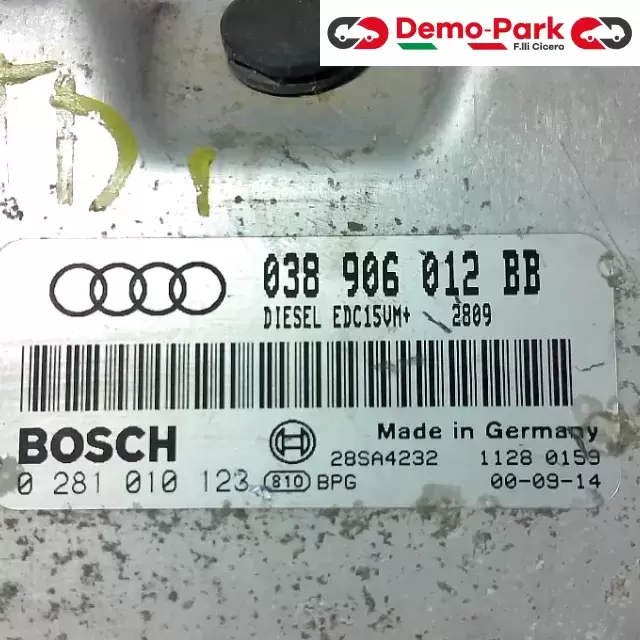 Demo-Park
F.lli Cicero
TDI
038 906 012 BB
DIESEL EDC15VM+ 2809
BOSCH
Made in Germany
28SA4232 1128 0159
0 281 010 123 810 BPG 00-09-14